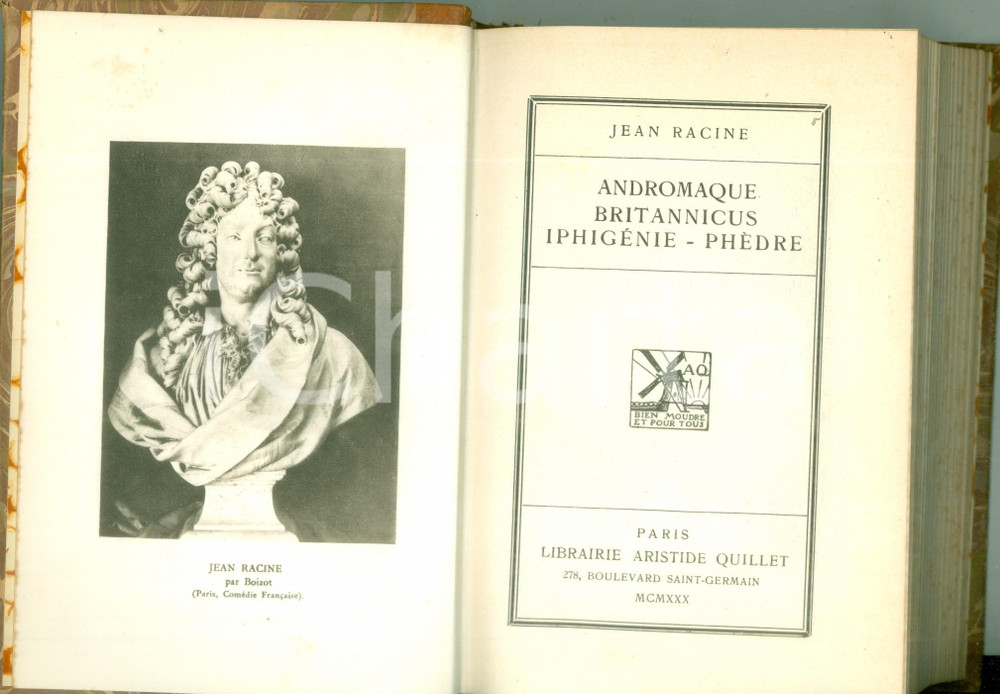 JEAN RACINE
par Boizot
(Paris, Comédie Française).
JEAN RACINE
ANDROMAQUE
BRITANNICUS
IPHIGÉNIE - PHÈDRE
AQ
BIEN MOUDRE
ET POUR TOUS
PARIS
LIBRAIRIE ARISTIDE QUILLET
278, BOULEVARD SAINT-GERMAIN
MCMXXX
iCharta